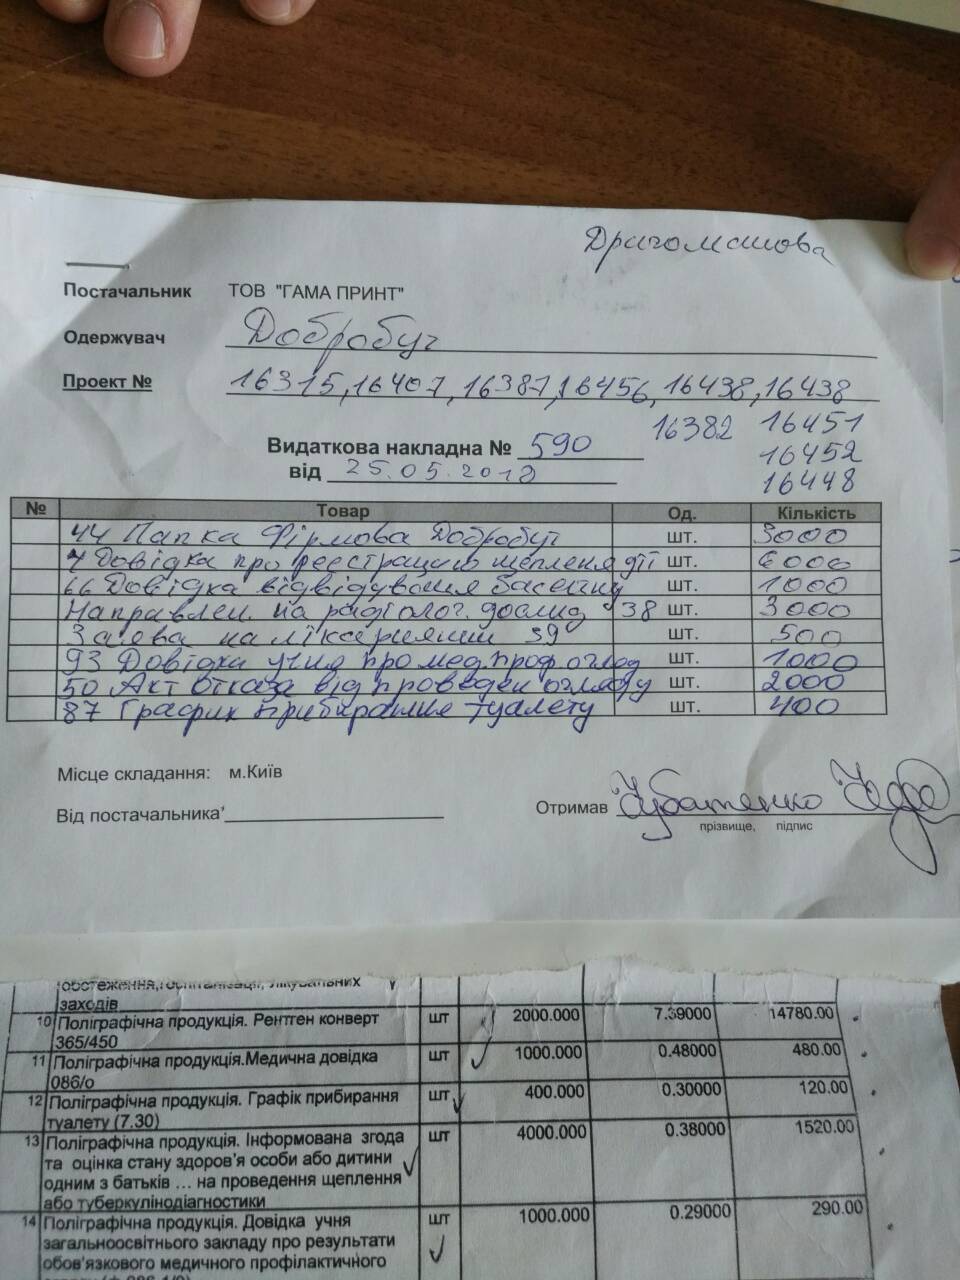 Драгоманова
Постачальник ТОВ "ГАМА ПРИНТ"
Одержувач Добробут
Проект № 16315, 16407, 16387, 16456, 16438, 16438
16382 16451
16452
16448
Видаткова накладна № 590
від 25.05.2018
№ Товар Од. Кількість
44 Папка Фірмова Добробут шт. 3000
7 Довідка про реєстрацію шт. 6000
66 Довідка відвідування басейну шт. 1000
Направлен. на радіолог. дослід 38 шт. 3000
Заява на 39 шт. 500
93 Довідка учня про мед.проф.огляд шт. 1000
50 Акт отказа від проведен огляду шт. 2000
87 Графік прибирання туалету шт. 400
Місце складання: м.Київ
Від постачальника Отримав Чубатенко
прізвище, підпис
обстеження, госпіталізації, лікувальних
заходів
10 Поліграфічна продукція. Рентген конверт шт 2000.000 7.39000 14780.00
365/450
11 Поліграфічна продукція.Медична довідка шт 1000.000 0.48000 480.00
086/о
12 Поліграфічна продукція. Графік прибирання шт 400.000 0.30000 120.00
туалету (7.30)
13 Поліграфічна продукція. Інформована згода шт 4000.000 0.38000 1520.00
та оцінка стану здоров'я особи або дитини
одним з батьків ... на проведення щеплення
або туберкулінодіагностики
14 Поліграфічна продукція. Довідка учня шт 1000.000 0.29000 290.00
загальноосвітнього закладу про результати
обов'язкового медичного профілактичного